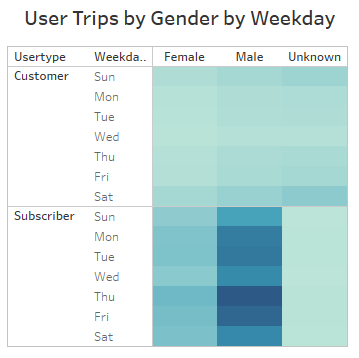 User Trips by Gender by Weekday
Usertype Weekda.. Female Male Unknown
Customer Sun
Mon
Tue
Wed
Thu
Fri
Sat
Subscriber Sun
Mon
Tue
Wed
Thu
Fri
Sat